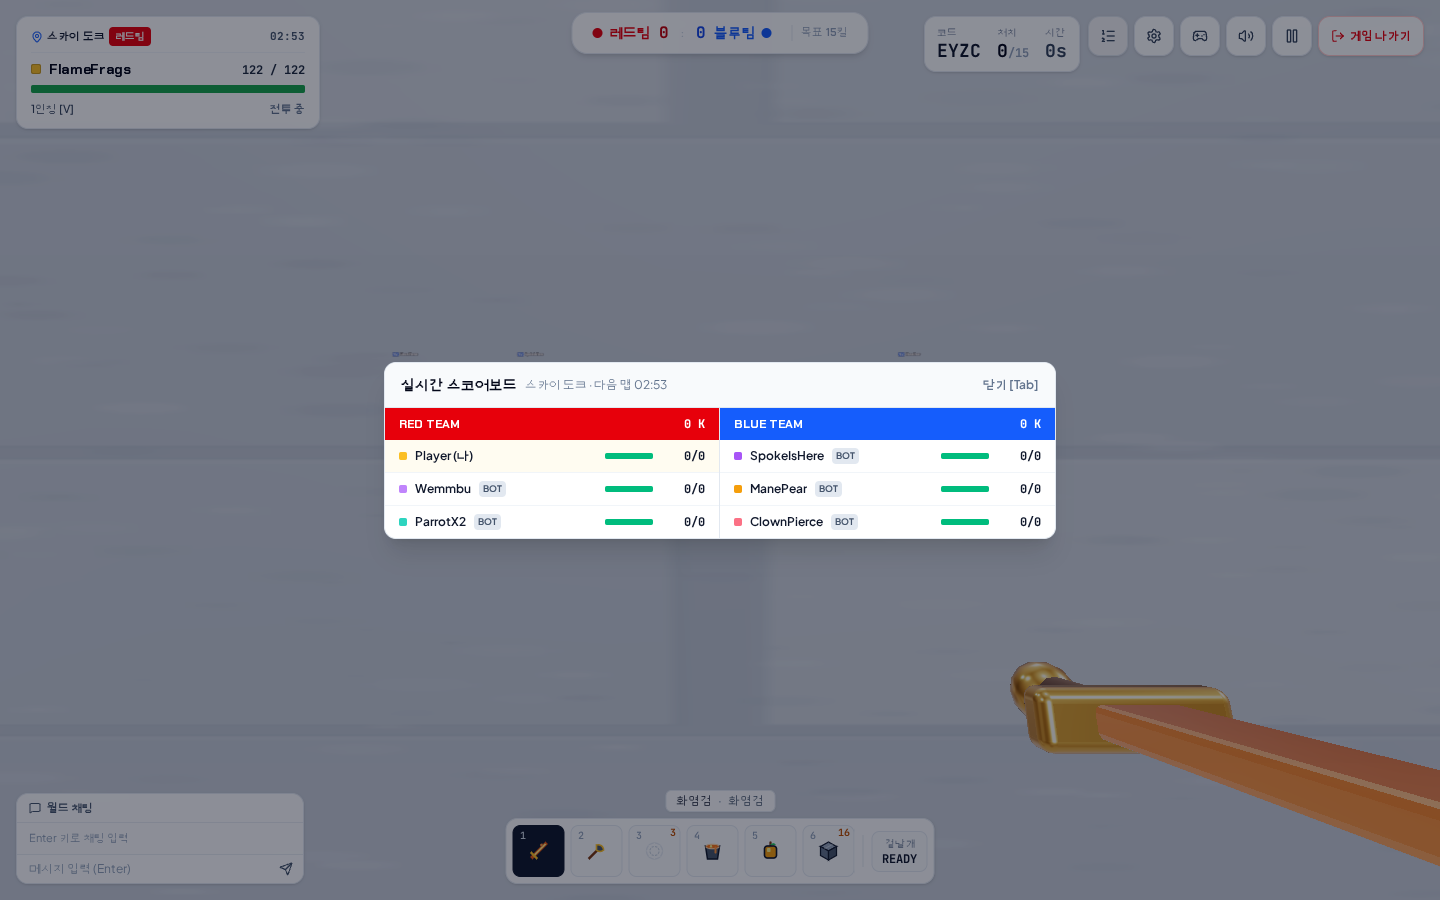 스카이 도크 레드팀 02:53
FlameFrags 122 / 122
1인칭 [V] 전투 중
레드팀 0 : 0 블루팀 목표 15킬
코드 처치 시간
EYZC 0/15 0s
게임 나가기
실시간 스코어보드 스카이 도크 · 다음 맵 02:53 닫기 [Tab]
RED TEAM 0 K BLUE TEAM 0 K
Player (나) 0/0 SpokeIsHere BOT 0/0
Wemmbu BOT 0/0 ManePear BOT 0/0
ParrotX2 BOT 0/0 ClownPierce BOT 0/0
화염검 · 화염검
월드 채팅
Enter 키로 채팅 입력
메시지 입력 (Enter)
1 2 3 3 4 5 6 16
겉날개
READY